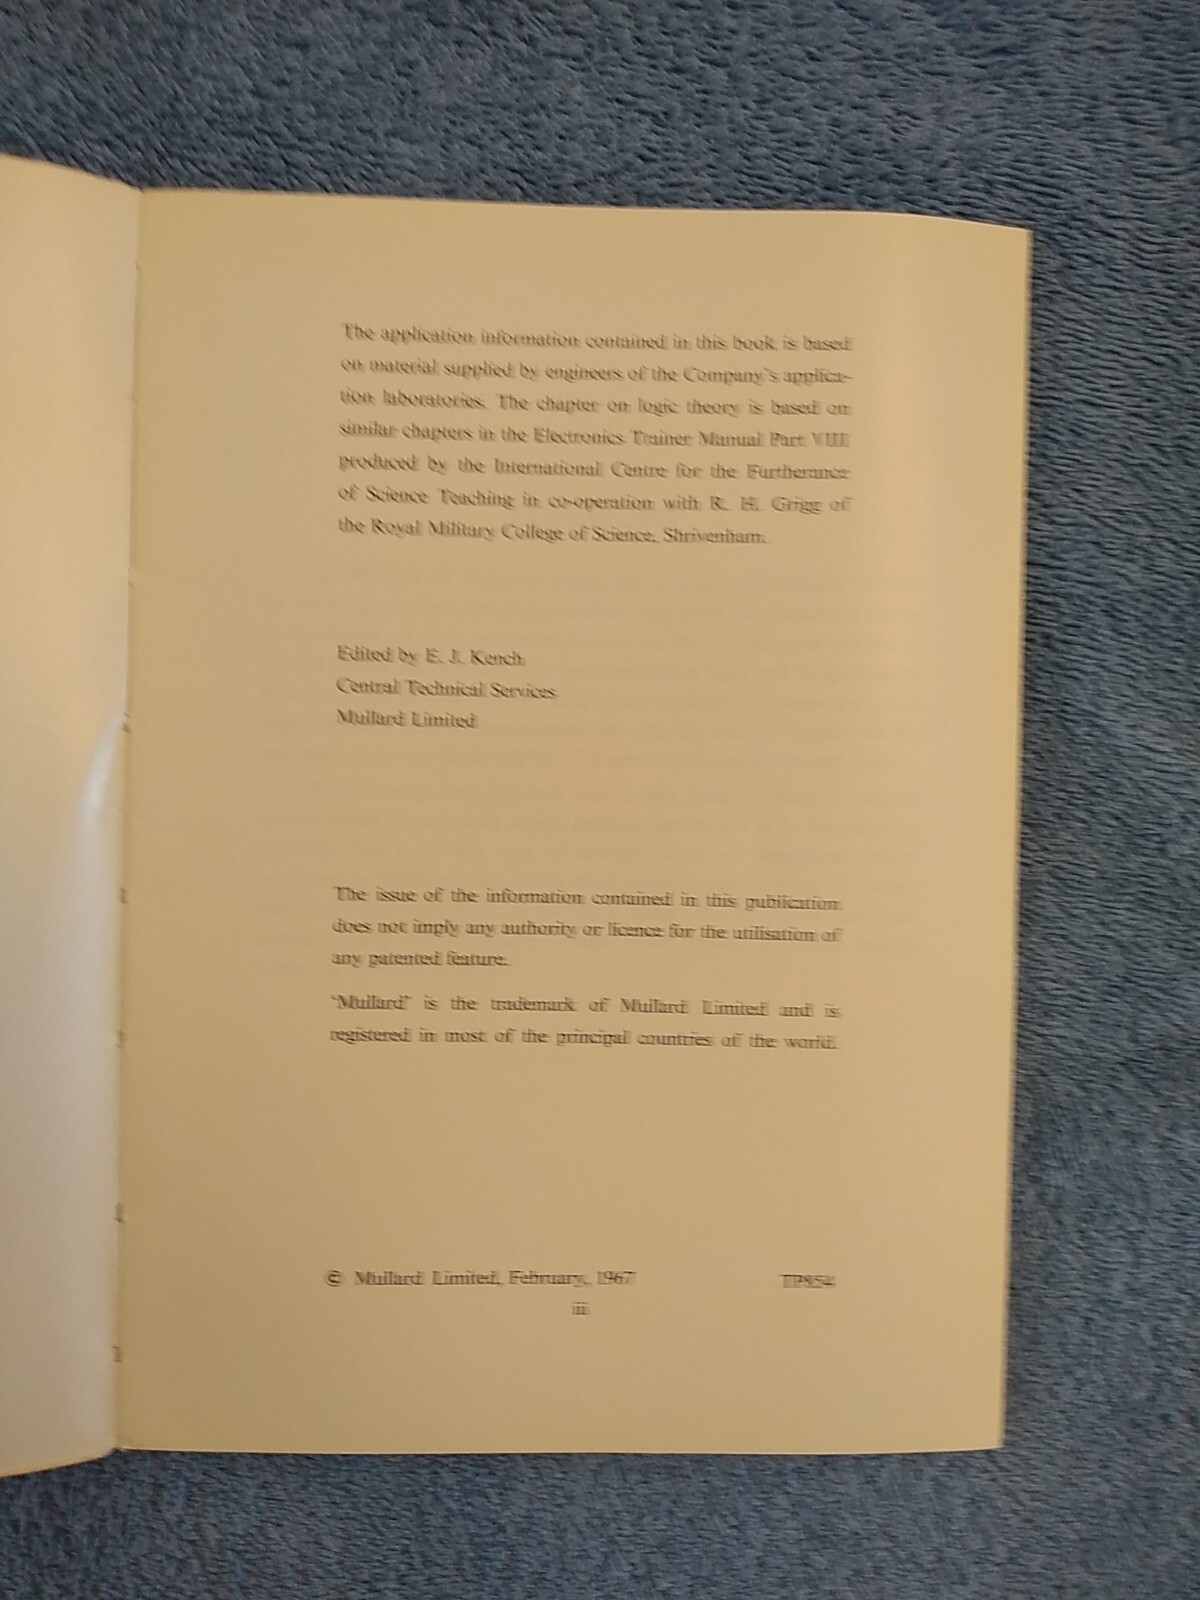 The application information contained in this book is based
on material supplied by engineers of the Company's applica-
tion laboratories. The chapter on logic theory is based on
similar chapters in the Electronics Trainer Manual Part VIII
produced by the International Centre for the Furtherance
of Science Teaching in co-operation with R. H. Grigg of
the Royal Military College of Science, Shrivenham.
Edited by E. J. Kench
Central Technical Services
Mullard Limited
The issue of the information contained in this publication
does not imply any authority or licence for the utilisation of
any patented feature.
'Mullard' is the trademark of Mullard Limited and is
registered in most of the principal countries of the world.
© Mullard Limited, February, 1967 TP854
iii